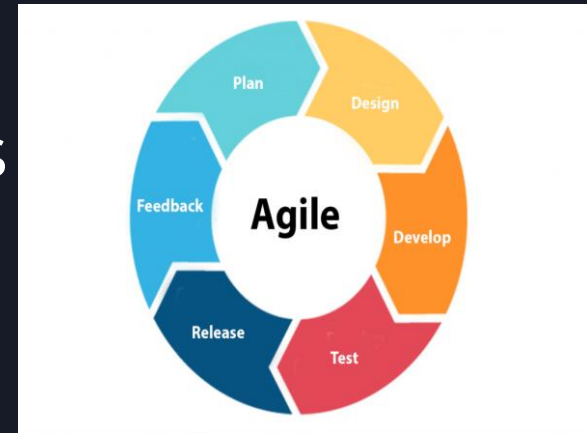 Plan
Design
s
Feedback
Agile
Develop
Release
Test